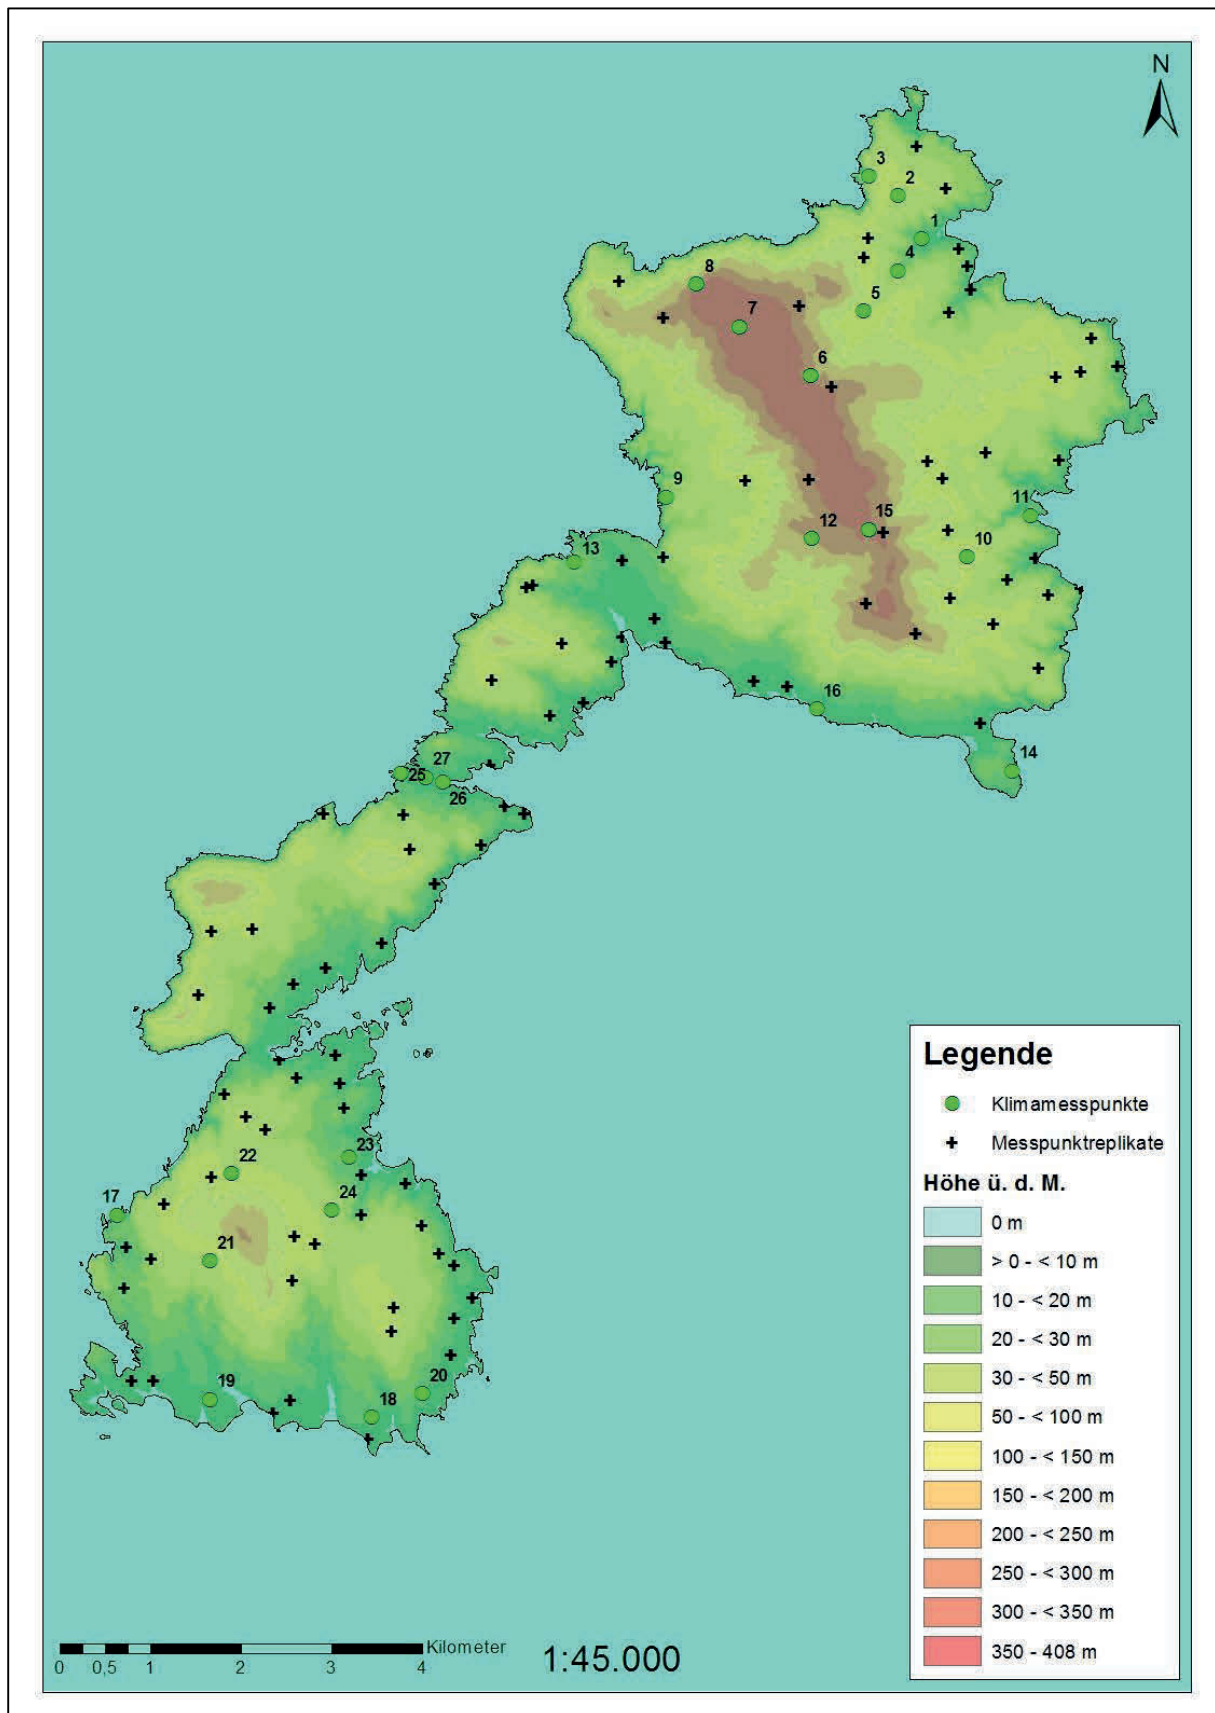 N
3
2
1
4
8
5
7
6
9
11
15
12
10
13
16
14
27
25
26
23
22
17
24
21
20
19
18
Legende
Klimamesspunkte
Messpunktreplikate
Höhe ü. d. M.
0 m
> 0 - < 10 m
10 - < 20 m
20 - < 30 m
30 - < 50 m
50 - < 100 m
100 - < 150 m
150 - < 200 m
200 - < 250 m
250 - < 300 m
300 - < 350 m
350 - 408 m
Kilometer
0 0,5 1 2 3 4
1:45.000